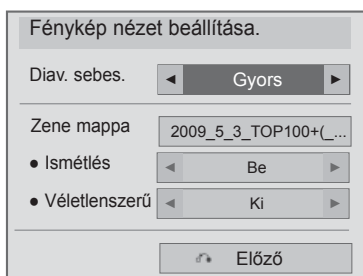 Fénykép nézet beállítása.
Diav. sebes. ◄ Gyors ►
Zene mappa 2009_5_3_TOP100+(_...
● Ismétlés ◄ Be ►
● Véletlenszerű ◄ Ki ►
Előző